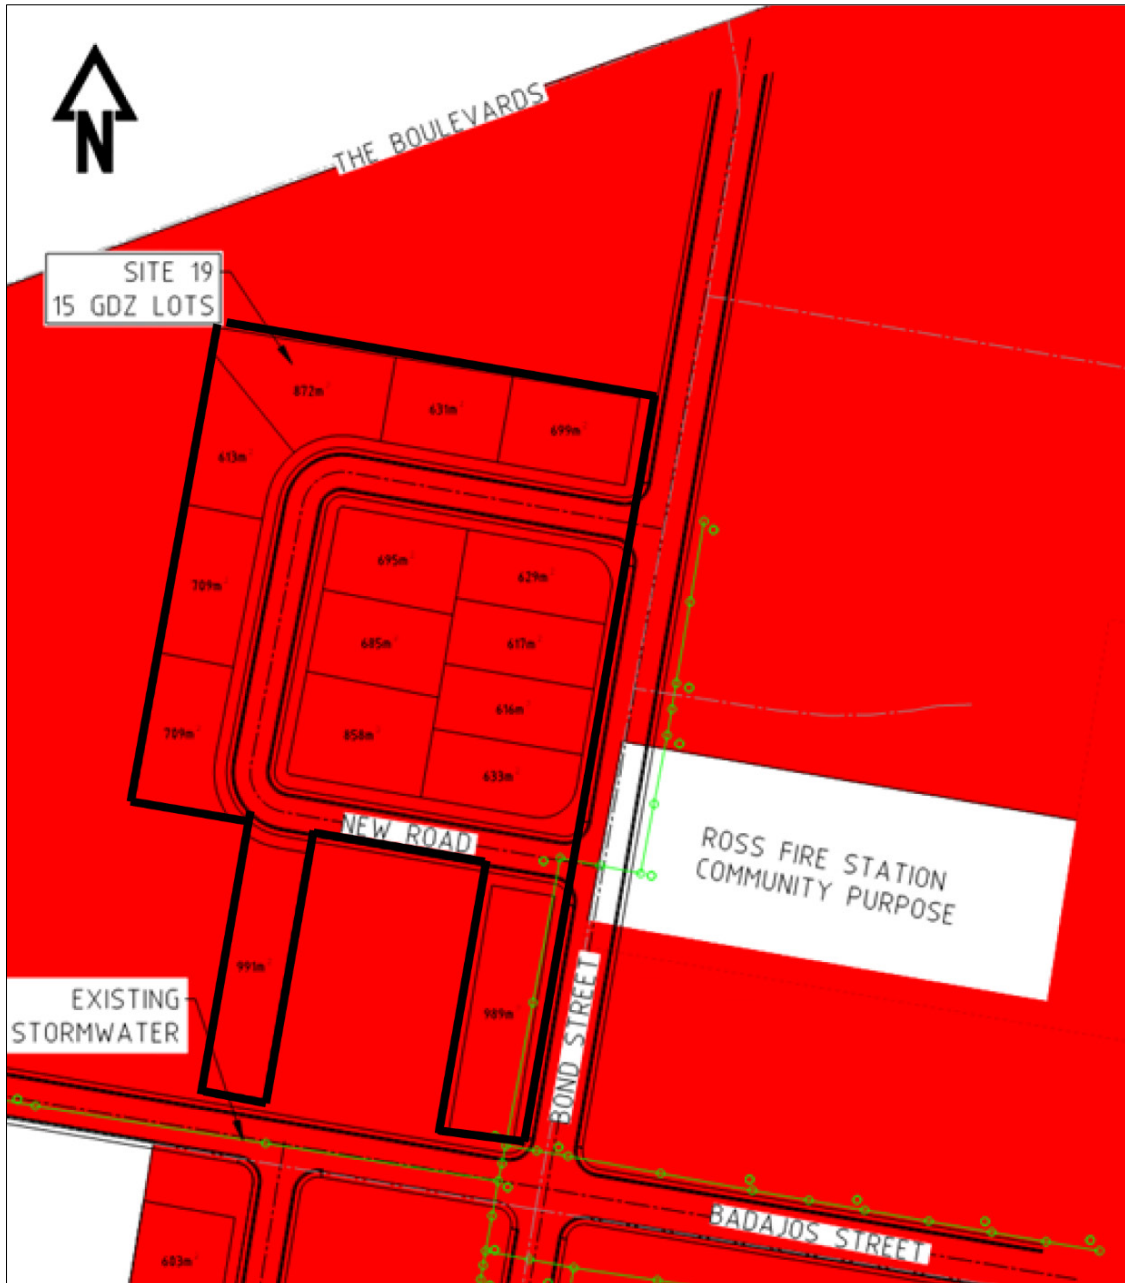 N
THE BOULEVARDS
SITE 19
15 GDZ LOTS
872m²
631m²
699m²
613m²
695m²
629m²
709m²
685m²
617m²
616m²
709m²
858m²
633m²
NEW ROAD
ROSS FIRE STATION
COMMUNITY PURPOSE
991m²
989m²
EXISTING
STORMWATER
BOND STREET
BADAJOS STREET
603m²